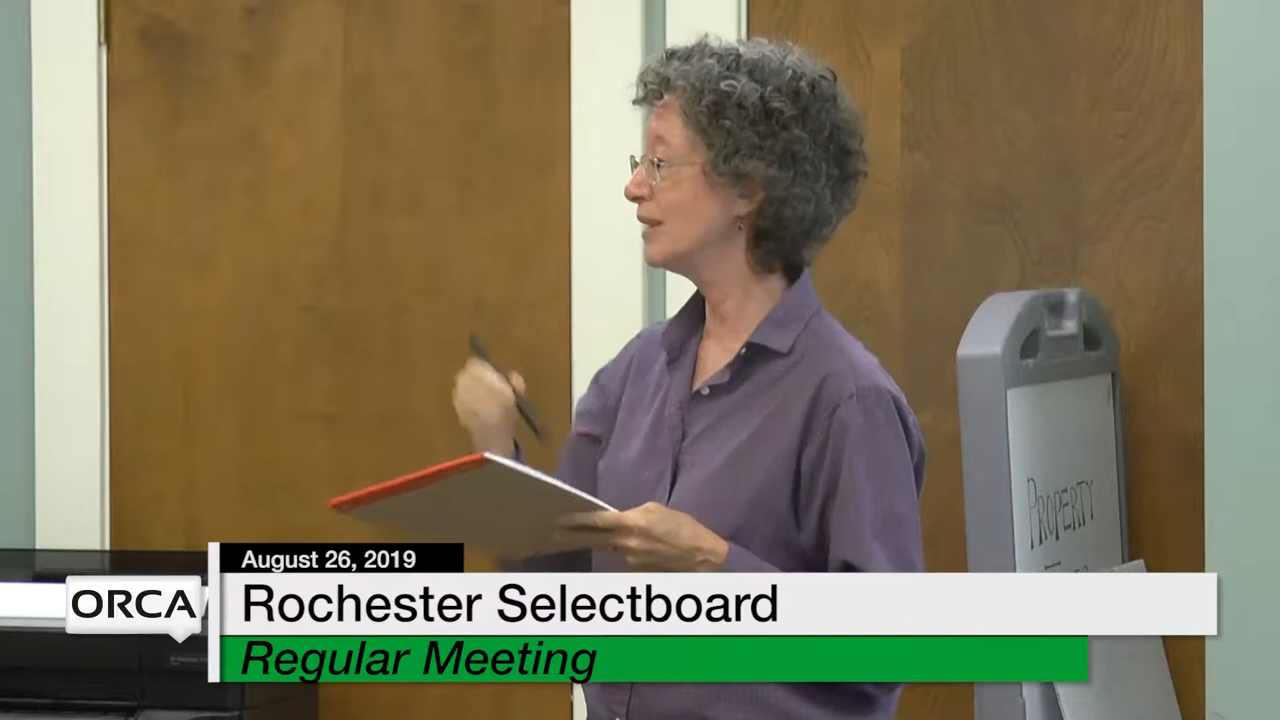 August 26, 2019
Rochester Selectboard
ORCA
Regular Meeting
PROPERTY